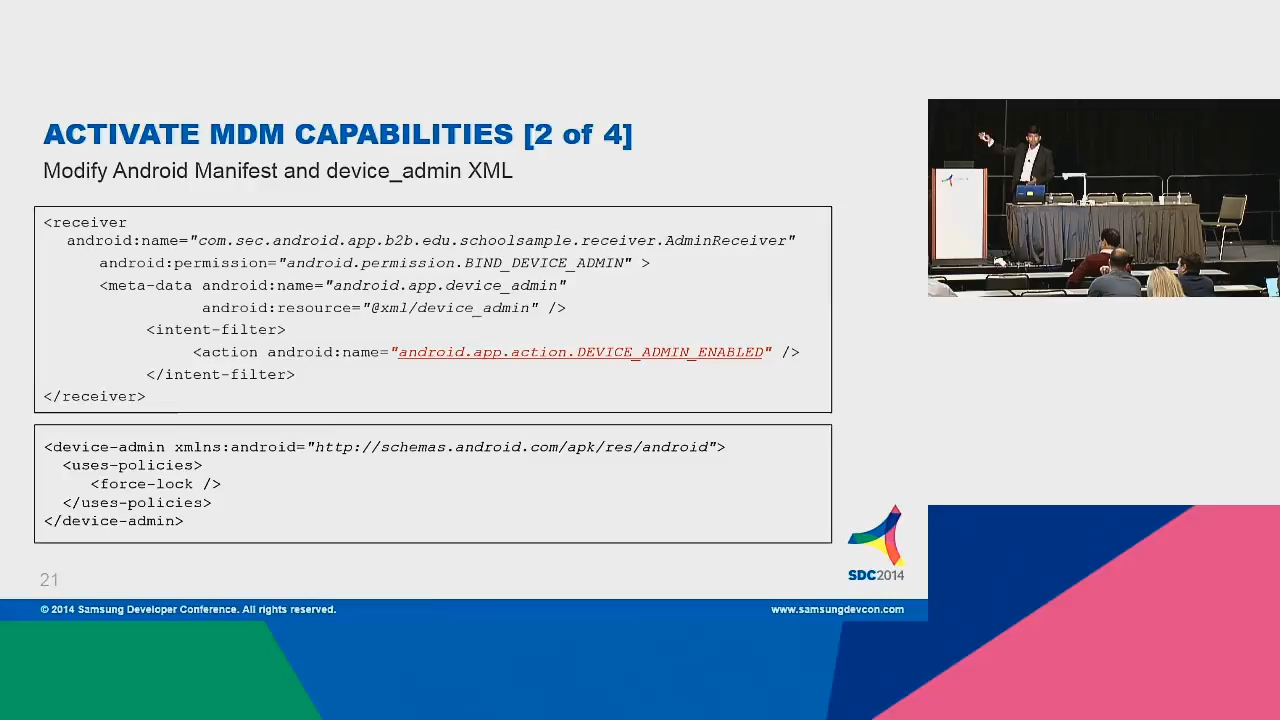 ACTIVATE MDM CAPABILITIES [2 of 4]
Modify Android Manifest and device_admin XML
<receiver
android:name="com.sec.android.app.b2b.edu.schoolsample.receiver.AdminReceiver"
android:permission="android.permission.BIND_DEVICE_ADMIN" >
<meta-data android:name="android.app.device_admin"
android:resource="@xml/device_admin" />
<intent-filter>
<action android:name="android.app.action.DEVICE_ADMIN_ENABLED" />
</intent-filter>
</receiver>
<device-admin xmlns:android="http://schemas.android.com/apk/res/android">
<uses-policies>
<force-lock />
</uses-policies>
</device-admin>
SDC2014
21
© 2014 Samsung Developer Conference. All rights reserved.
www.samsungdevcon.com